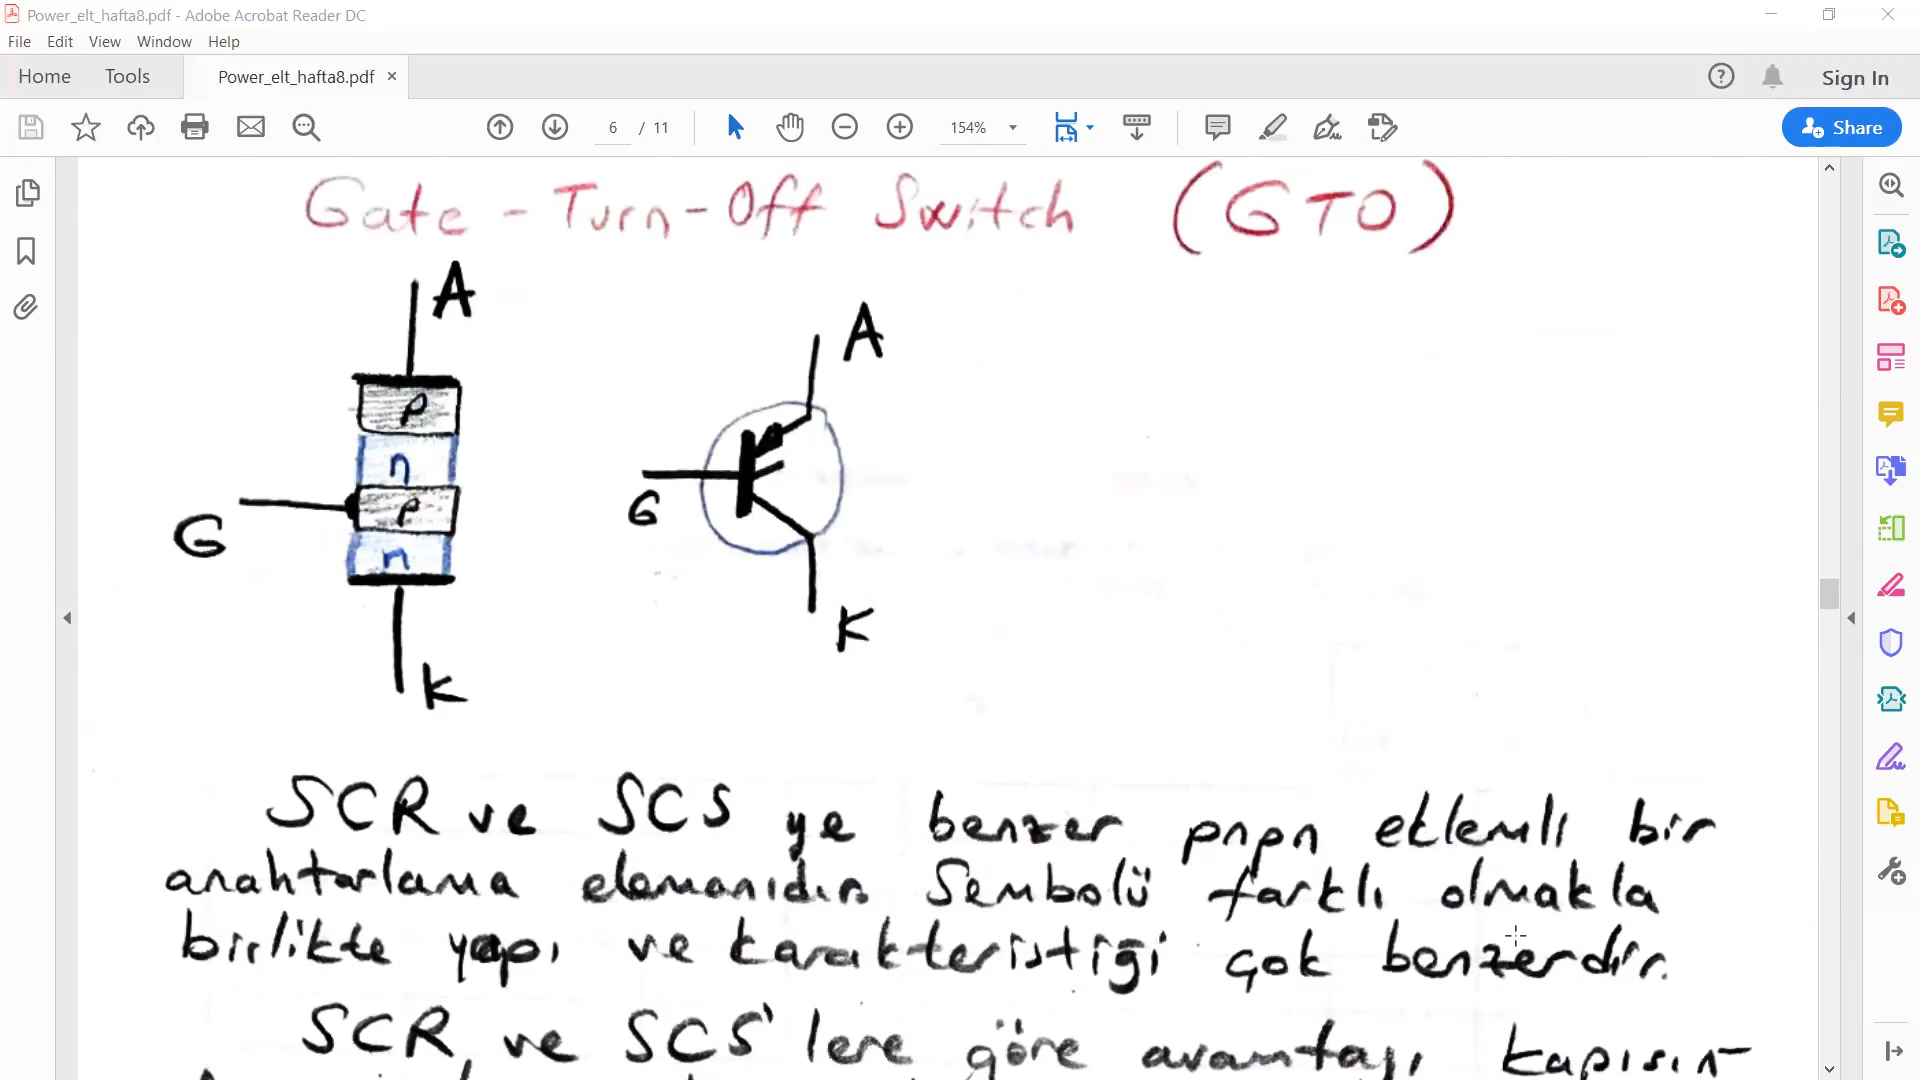 Power_elt_hafta8.pdf - Adobe Acrobat Reader DC
File Edit View Window Help
Home Tools Power_elt_hafta8.pdf × Sign In
6 / 11 154% Share
Gate-Turn-Off Switch (GTO)
A
A
p
n
G
p
G
n
K
K
SCR ve SCS ye benzer pnpn eklemli bir
anahtarlama elemanıdır. Sembolü farklı olmakla
birlikte yapı ve karakteristiği çok benzerdir.
SCR ve SCS'lere göre avantajı, kapısın-